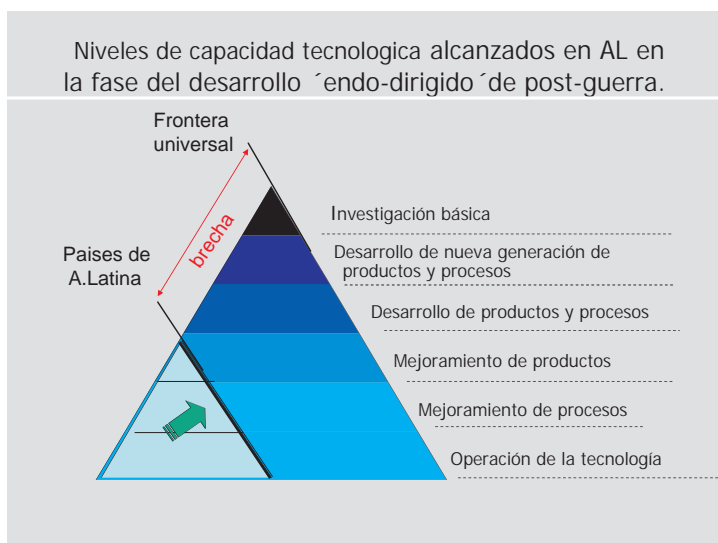 Niveles de capacidad tecnologica alcanzados en AL en
la fase del desarrollo ´endo-dirigido´de post-guerra.
Frontera
universal
brecha
Paises de
A.Latina
Investigación básica
Desarrollo de nueva generación de
productos y procesos
Desarrollo de productos y procesos
Mejoramiento de productos
Mejoramiento de procesos
Operación de la tecnología